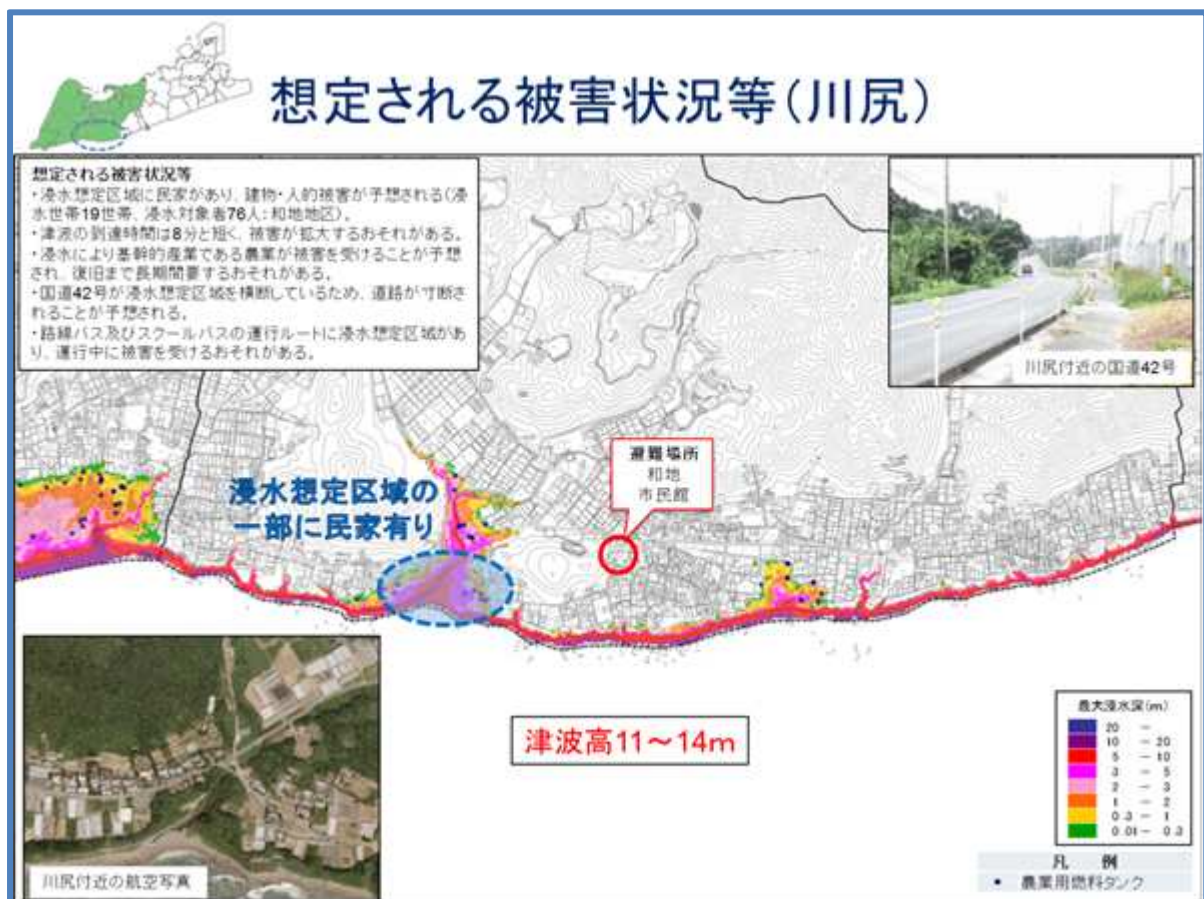 想定される被害状況等(川尻)
想定される被害状況等
・浸水想定区域に民家があり、建物・人的被害が予想される(浸
水世帯19世帯、浸水対象者76人:和地地区)。
・津波の到達時間は8分と短く、被害が拡大するおそれがある。
・浸水により基幹的産業である農業が被害を受けることが予想
され、復旧まで長期間要するおそれがある。
・国道42号が浸水想定区域を横断しているため、道路が寸断さ
れることが予想される。
・路線バス及びスクールバスの運行ルートに浸水想定区域があ
り、運行中に被害を受けるおそれがある。
川尻付近の国道42号
避難場所
和地
市民館
浸水想定区域の
一部に民家有り
津波高11~14m
川尻付近の航空写真
最大浸水深(m)
20 -
10 - 20
5 - 10
3 - 5
2 - 3
1 - 2
0.3 - 1
0.01 - 0.3
凡 例
• 農業用燃料タンク